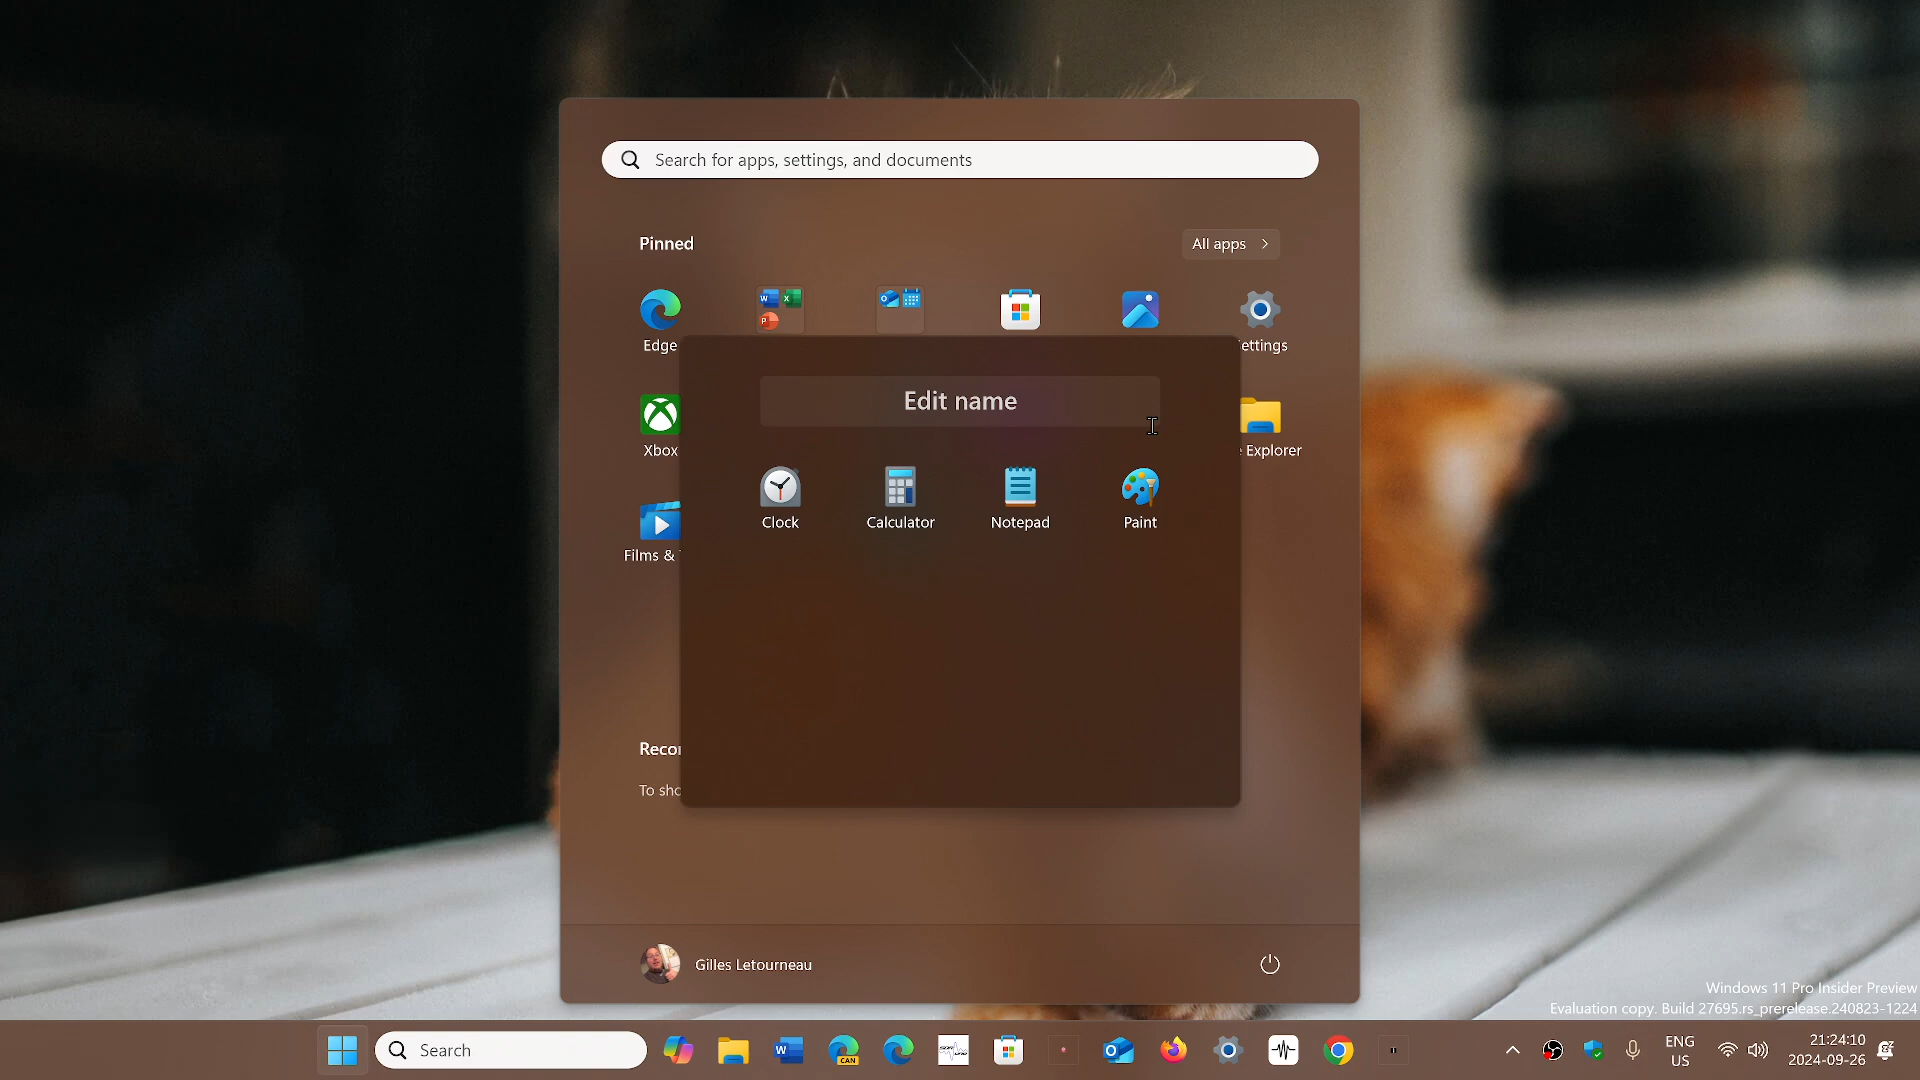 Search for apps, settings, and documents
Pinned
All apps
Edge
ettings
Edit name
Xbox
Explorer
Clock
Calculator
Notepad
Paint
Films &
Reco
To sho
Gilles Letourneau
Windows 11 Pro Insider Preview
Evaluation copy. Build 27695.rs_prerelease.240823-1224
Search
CAN
ENG
US
21:24:10
2024-09-26